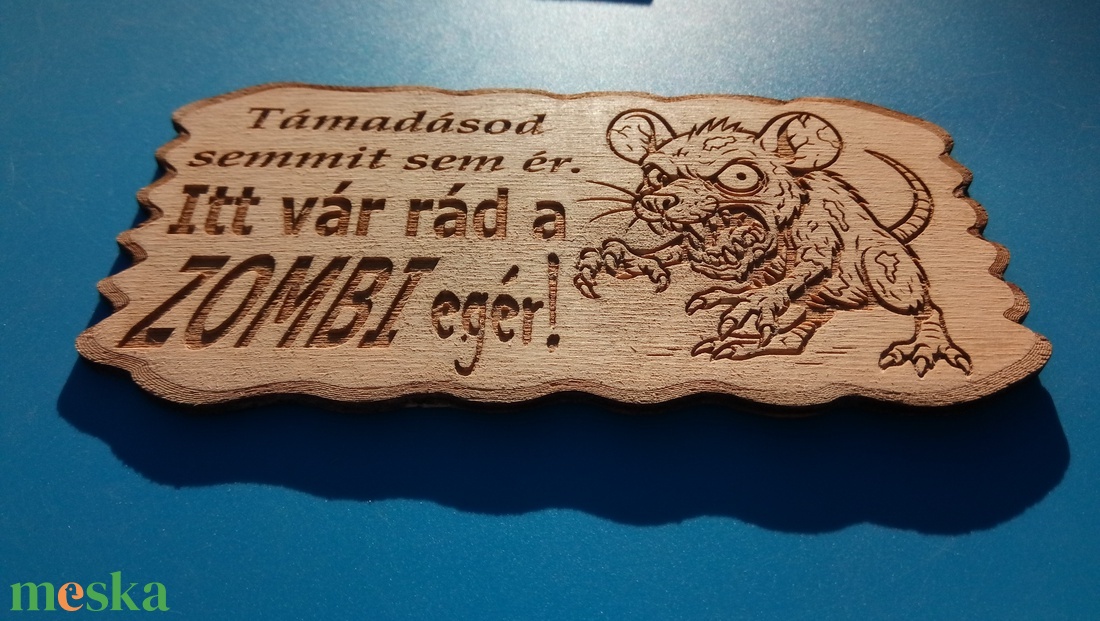 Támadásod
semmit sem ér.
Itt vár rád a
ZOMBI egér!
meska